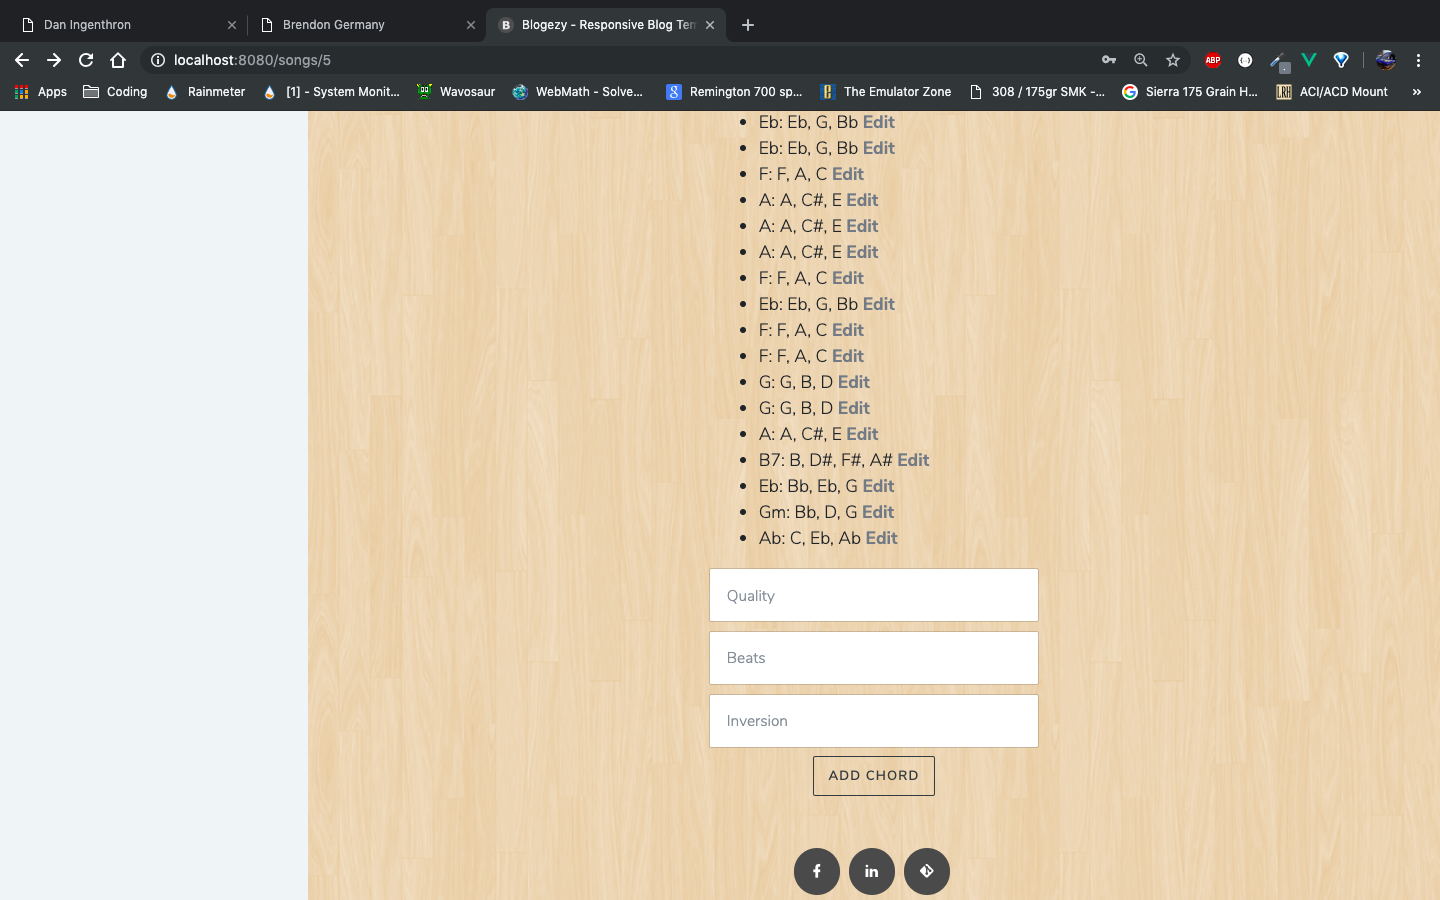 Dan Ingenthron
Brendon Germany
B Blogezy - Responsive Blog Tem
localhost:8080/songs/5
ABP
Apps
Coding
Rainmeter
[1] - System Monit...
Wavosaur
WebMath - Solve...
Remington 700 sp...
The Emulator Zone
308 / 175gr SMK -...
Sierra 175 Grain H...
LRH ACI/ACD Mount
»
• Eb: Eb, G, Bb Edit
• Eb: Eb, G, Bb Edit
• F: F, A, C Edit
• A: A, C#, E Edit
• A: A, C#, E Edit
• A: A, C#, E Edit
• F: F, A, C Edit
• Eb: Eb, G, Bb Edit
• F: F, A, C Edit
• F: F, A, C Edit
• G: G, B, D Edit
• G: G, B, D Edit
• A: A, C#, E Edit
• B7: B, D#, F#, A# Edit
• Eb: Bb, Eb, G Edit
• Gm: Bb, D, G Edit
• Ab: C, Eb, Ab Edit
Quality
Beats
Inversion
ADD CHORD